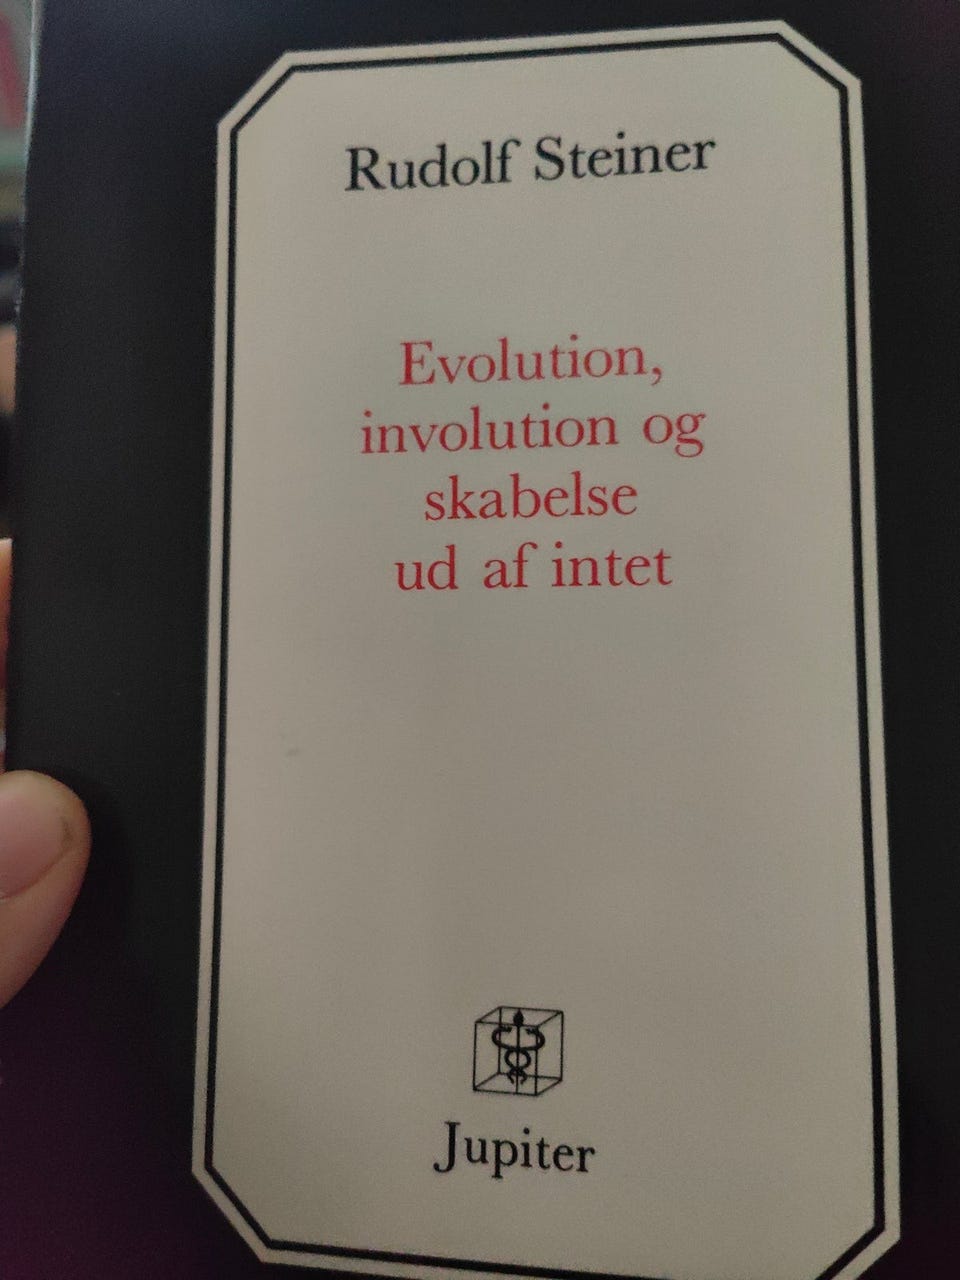 Rudolf Steiner
Evolution,
involution og
skabelse
ud af intet
Jupiter